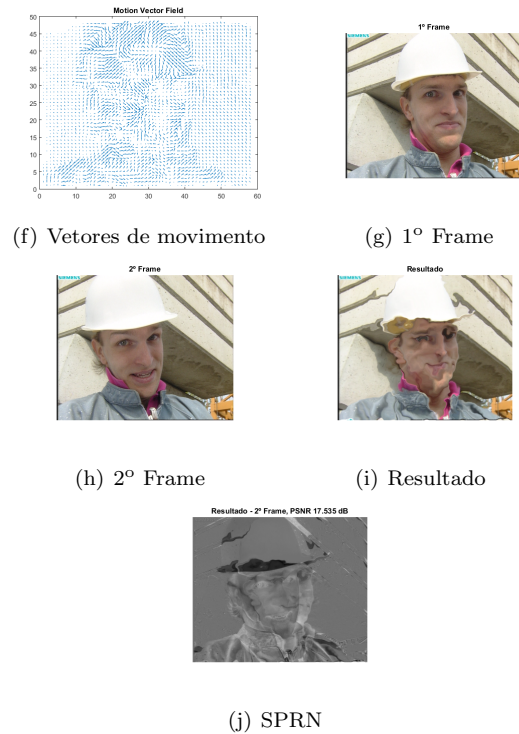 Motion Vector Field
50
45
40
35
30
25
20
15
10
5
0
0 10 20 30 40 50 60
(f) Vetores de movimento
1º Frame
SIEMENS
(g) 1º Frame
2º Frame
SIEMENS
(h) 2º Frame
Resultado
SIEMENS
(i) Resultado
Resultado - 2º Frame, PSNR 17.535 dB
(j) SPRN